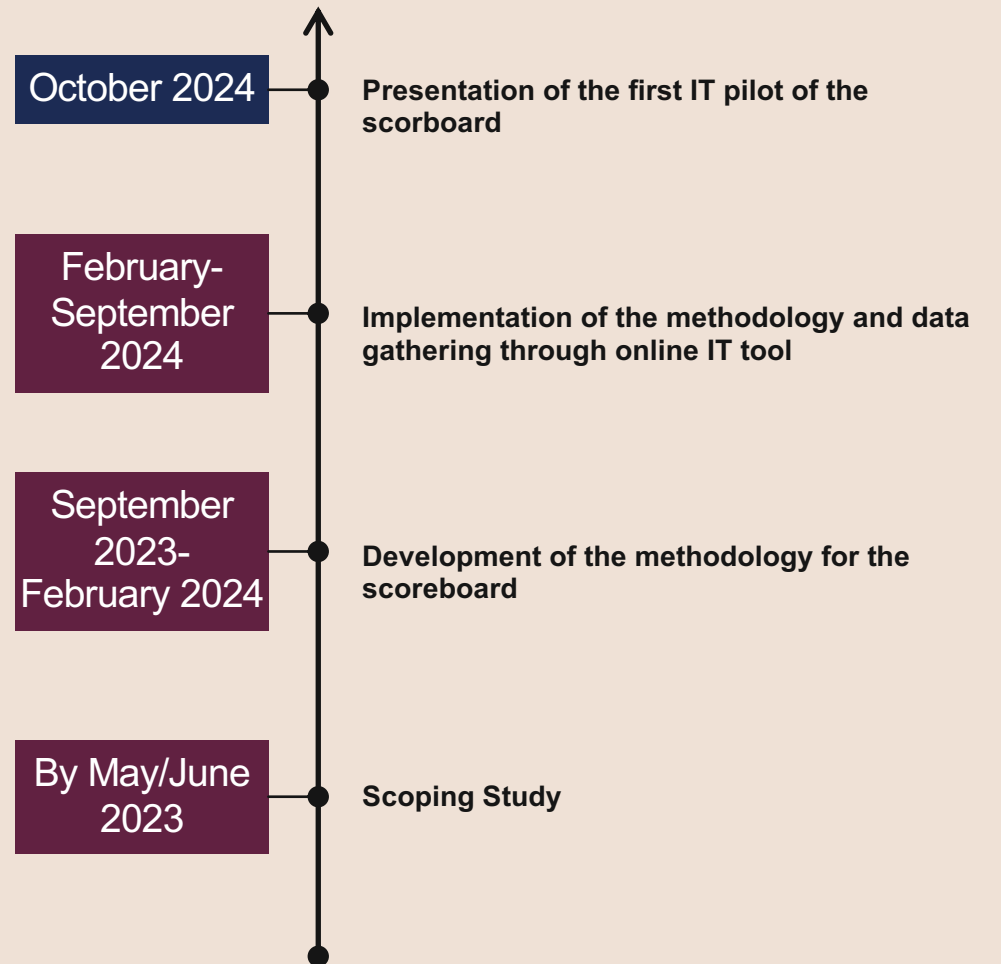 October 2024
Presentation of the first IT pilot of the
scorboard
February-
September
2024
Implementation of the methodology and data
gathering through online IT tool
September
2023-
February 2024
Development of the methodology for the
scoreboard
By May/June
2023
Scoping Study